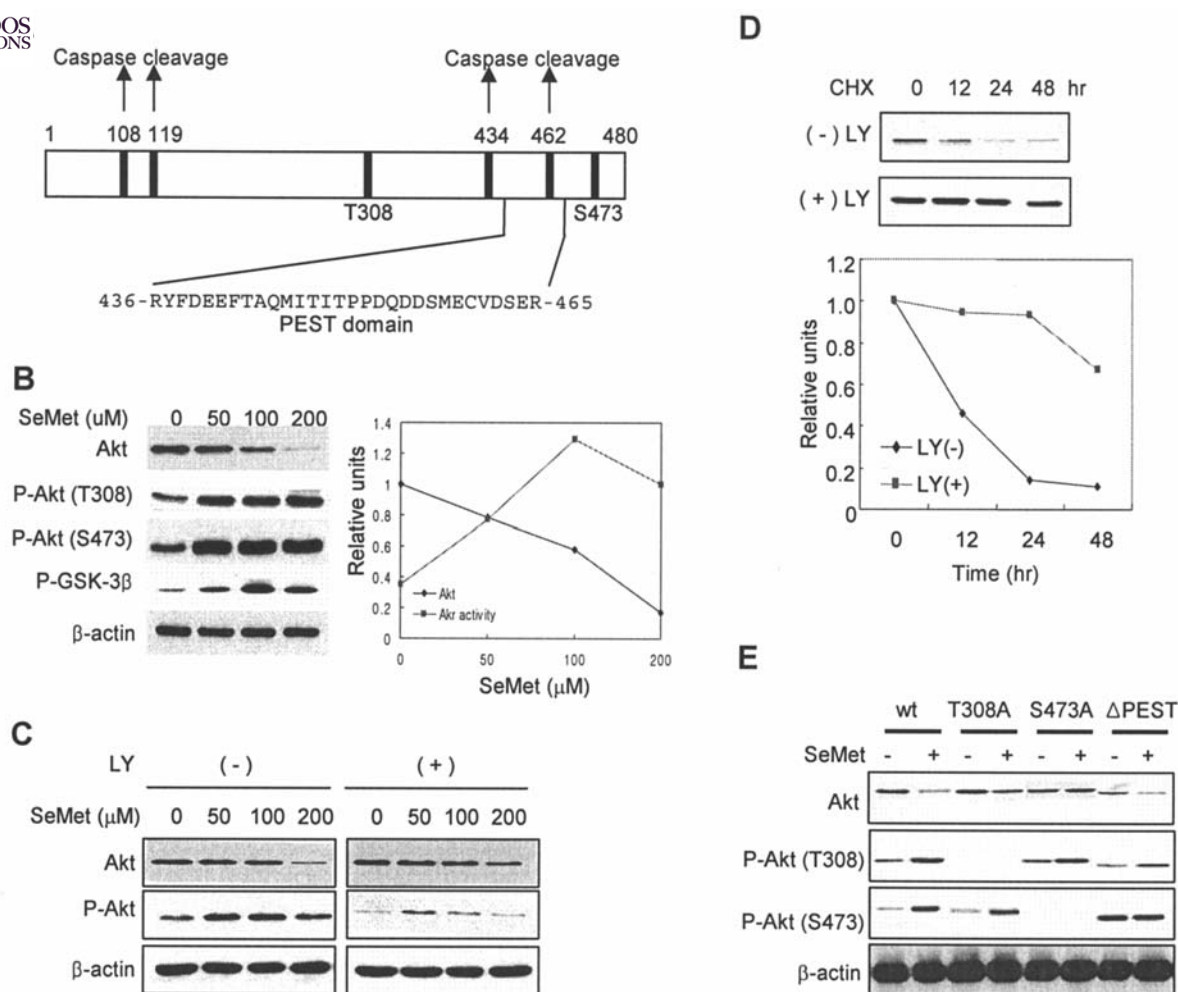 OS
ONS
Caspase cleavage Caspase cleavage
1 108 119 434 462 480
T308 S473
436-RYFDEEFTAQMITITPPDQDDSMECVDSER-465
PEST domain
B
SeMet (uM) 0 50 100 200
Akt
P-Akt (T308)
P-Akt (S473)
P-GSK-3β
β-actin
Relative units
1.4
1.2
1
0.8
0.6
0.4
0.2
0
Akt
Akr activity
0 50 100 200
SeMet (μM)
C
LY (-) (+)
SeMet (μM) 0 50 100 200 0 50 100 200
Akt
P-Akt
β-actin
D
CHX 0 12 24 48 hr
(-) LY
(+) LY
Relative units
1.2
1.0
0.8
0.6
0.4
0.2
0
LY(-)
LY(+)
0 12 24 48
Time (hr)
E
wt T308A S473A ΔPEST
SeMet - + - + - + - +
Akt
P-Akt (T308)
P-Akt (S473)
β-actin